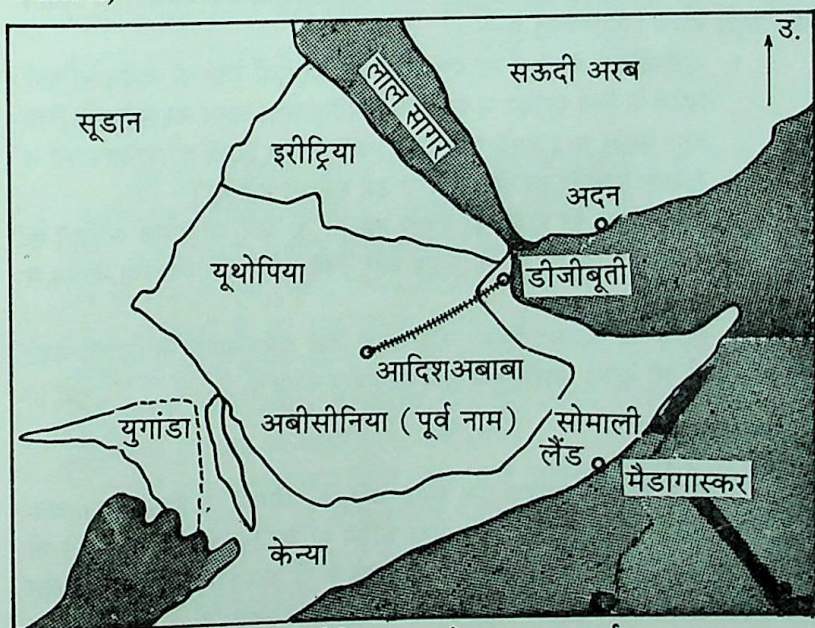 उ.
सऊदी अरब
लाल सागर
सूडान
इरीट्रिया
अदन
यूथोपिया
डीजीबूती
आदिशअबाबा
अबीसीनिया ( पूर्व नाम )
सोमाली
लैंड
युगांडा
मैडागास्कर
केन्या